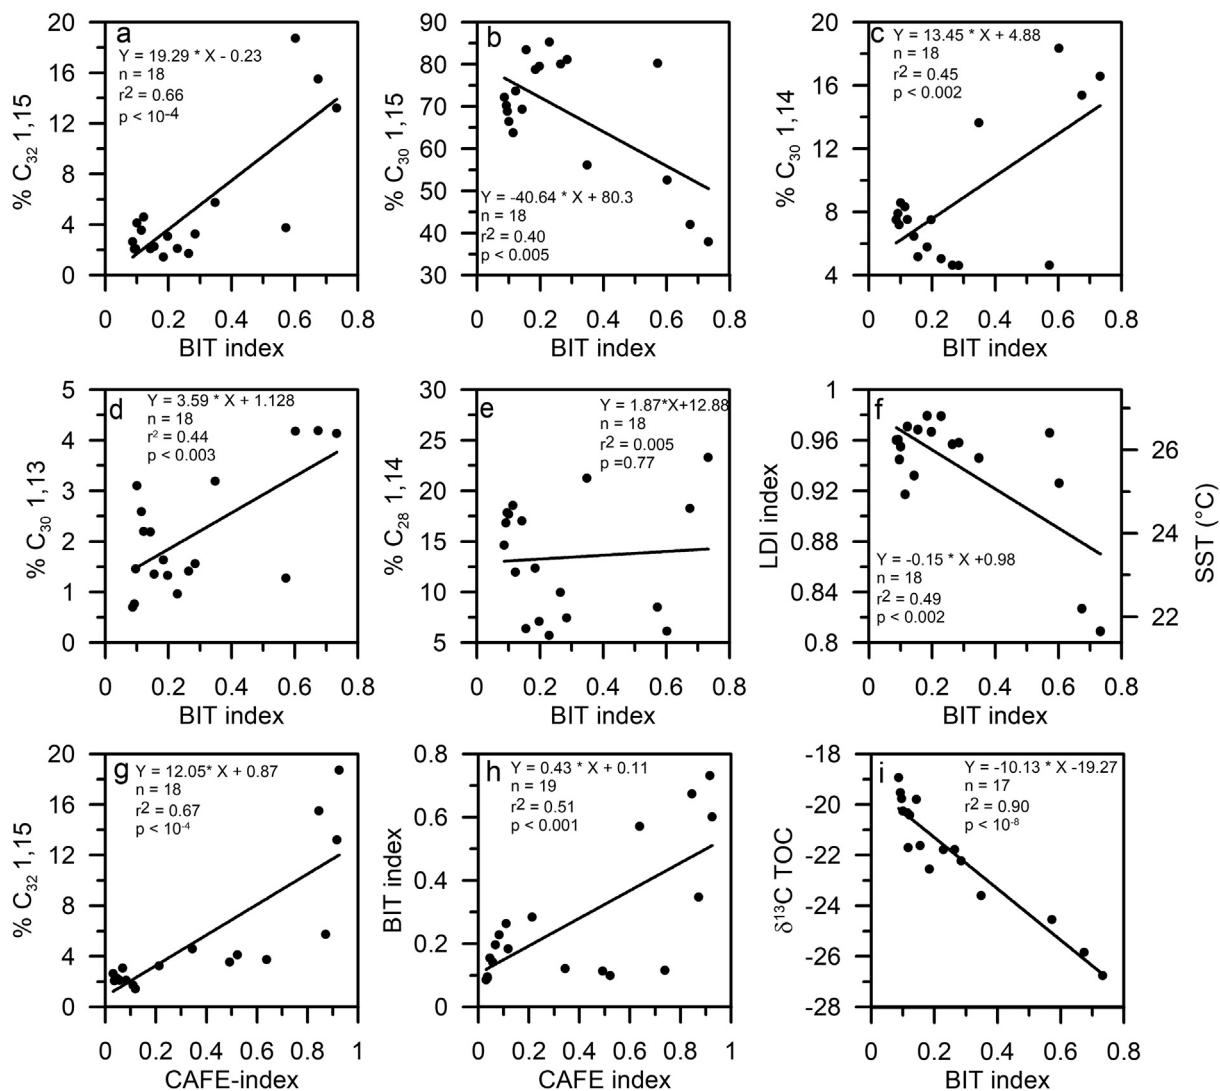 a
Y = 19.29 * X - 0.23
n = 18
r2 = 0.66
p < 10-4
20
16
12
8
4
0
% C32 1,15
0 0.2 0.4 0.6 0.8
BIT index
b
90
80
70
60
50
40
30
% C30 1,15
Y = -40.64 * X + 80.3
n = 18
r2 = 0.40
p < 0.005
0 0.2 0.4 0.6 0.8
BIT index
c
Y = 13.45 * X + 4.88
n = 18
r2 = 0.45
p < 0.002
20
16
12
8
4
% C30 1,14
0 0.2 0.4 0.6 0.8
BIT index
d
Y = 3.59 * X + 1.128
n = 18
r2 = 0.44
p < 0.003
5
4
3
2
1
0
% C30 1,13
0 0.2 0.4 0.6 0.8
BIT index
e
Y = 1.87*X+12.88
n = 18
r2 = 0.005
p =0.77
30
25
20
15
10
5
% C28 1,14
0 0.2 0.4 0.6 0.8
BIT index
f
1
0.96
0.92
0.88
0.84
0.8
LDI index
26
24
22
SST (°C)
Y = -0.15 * X +0.98
n = 18
r2 = 0.49
p < 0.002
0 0.2 0.4 0.6 0.8
BIT index
g
Y = 12.05* X + 0.87
n = 18
r2 = 0.67
p < 10-4
20
16
12
8
4
0
% C32 1,15
0 0.2 0.4 0.6 0.8 1
CAFE-index
h
Y = 0.43 * X + 0.11
n = 19
r2 = 0.51
p < 0.001
0.8
0.6
0.4
0.2
0
BIT index
0 0.2 0.4 0.6 0.8 1
CAFE index
i
Y = -10.13 * X -19.27
n = 17
r2 = 0.90
p < 10-8
-18
-20
-22
-24
-26
-28
δ13C TOC
0 0.2 0.4 0.6 0.8
BIT index